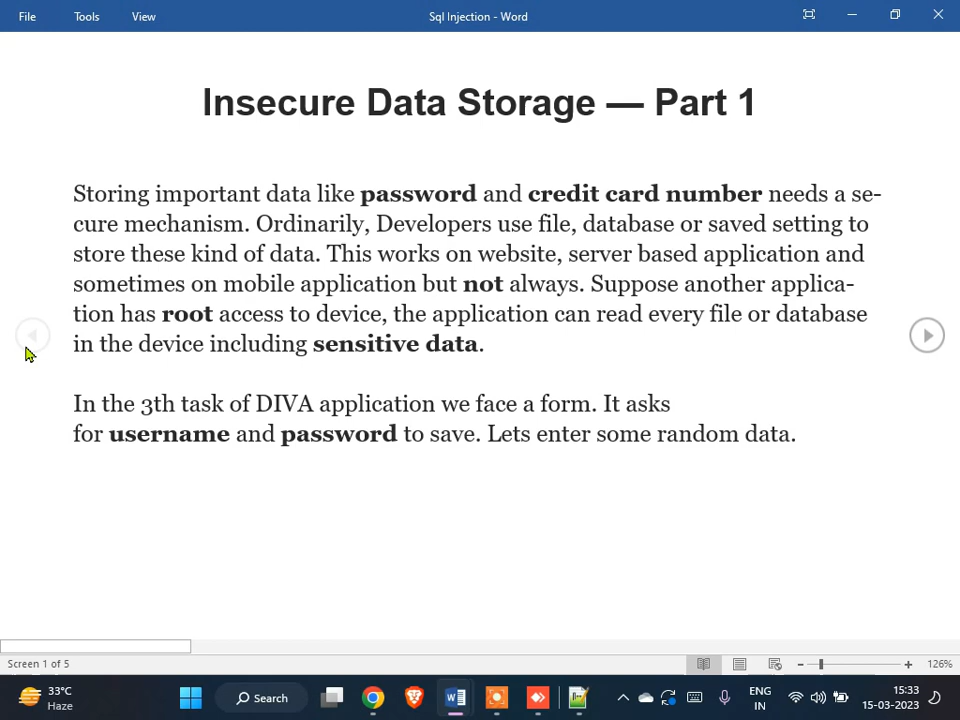 File Tools View Sql Injection - Word
Insecure Data Storage — Part 1
Storing important data like password and credit card number needs a se-
cure mechanism. Ordinarily, Developers use file, database or saved setting to
store these kind of data. This works on website, server based application and
sometimes on mobile application but not always. Suppose another applica-
tion has root access to device, the application can read every file or database
in the device including sensitive data.
In the 3th task of DIVA application we face a form. It asks
for username and password to save. Lets enter some random data.
Screen 1 of 5 126%
33°C
Haze
Search
ENG
IN
15:33
15-03-2023